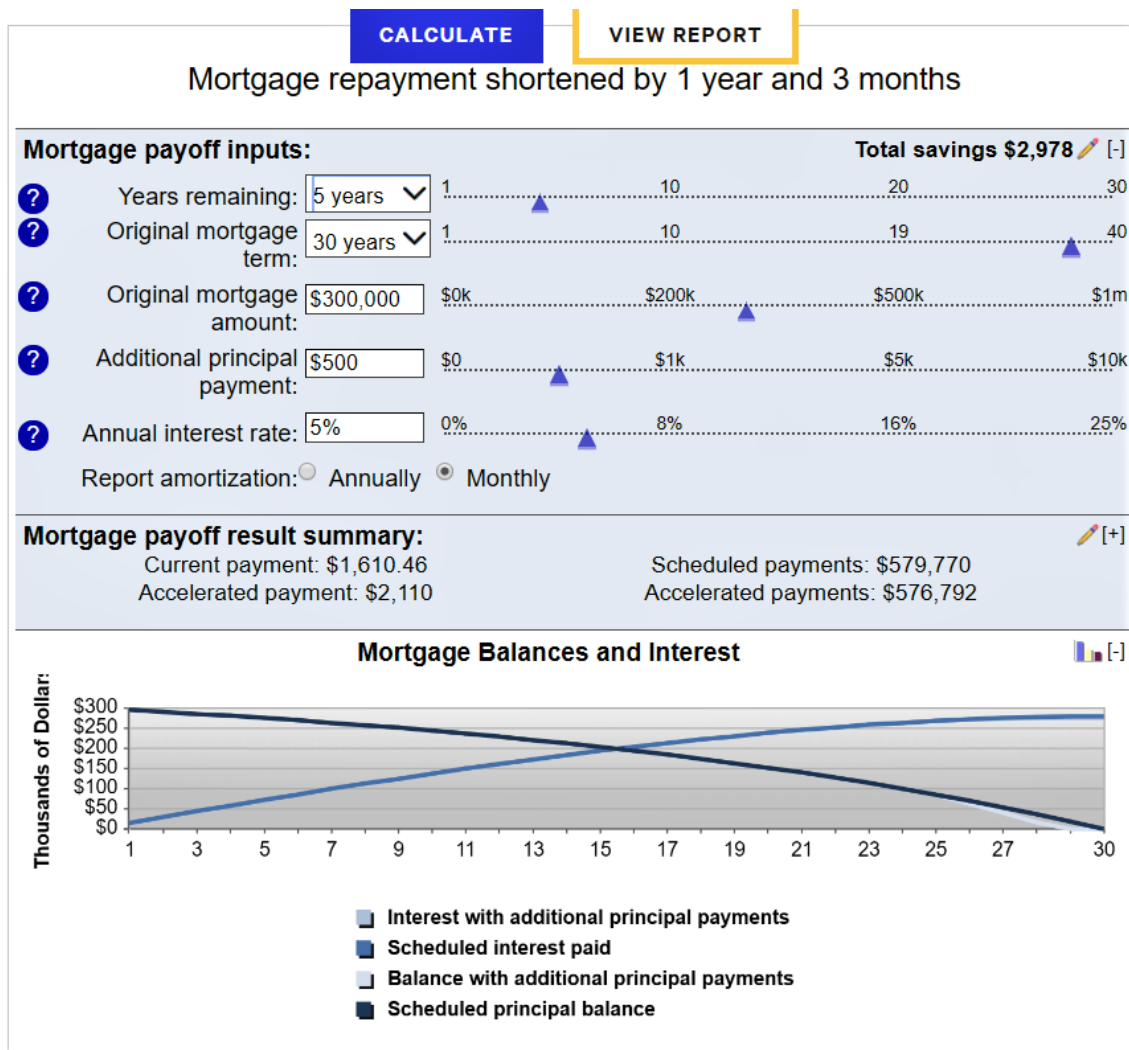 CALCULATE VIEW REPORT
Mortgage repayment shortened by 1 year and 3 months
Mortgage payoff inputs: Total savings $2,978 [-]
? Years remaining: 5 years 1 10 20 30
? Original mortgage term: 30 years 1 10 19 40
? Original mortgage amount: $300,000 $0k $200k $500k $1m
? Additional principal payment: $500 $0 $1k $5k $10k
? Annual interest rate: 5% 0% 8% 16% 25%
Report amortization: Annually Monthly
Mortgage payoff result summary: [+]
Current payment: $1,610.46 Scheduled payments: $579,770
Accelerated payment: $2,110 Accelerated payments: $576,792
Mortgage Balances and Interest [-]
Thousands of Dollars
$300
$250
$200
$150
$100
$50
$0
1 3 5 7 9 11 13 15 17 19 21 23 25 27 30
Interest with additional principal payments
Scheduled interest paid
Balance with additional principal payments
Scheduled principal balance